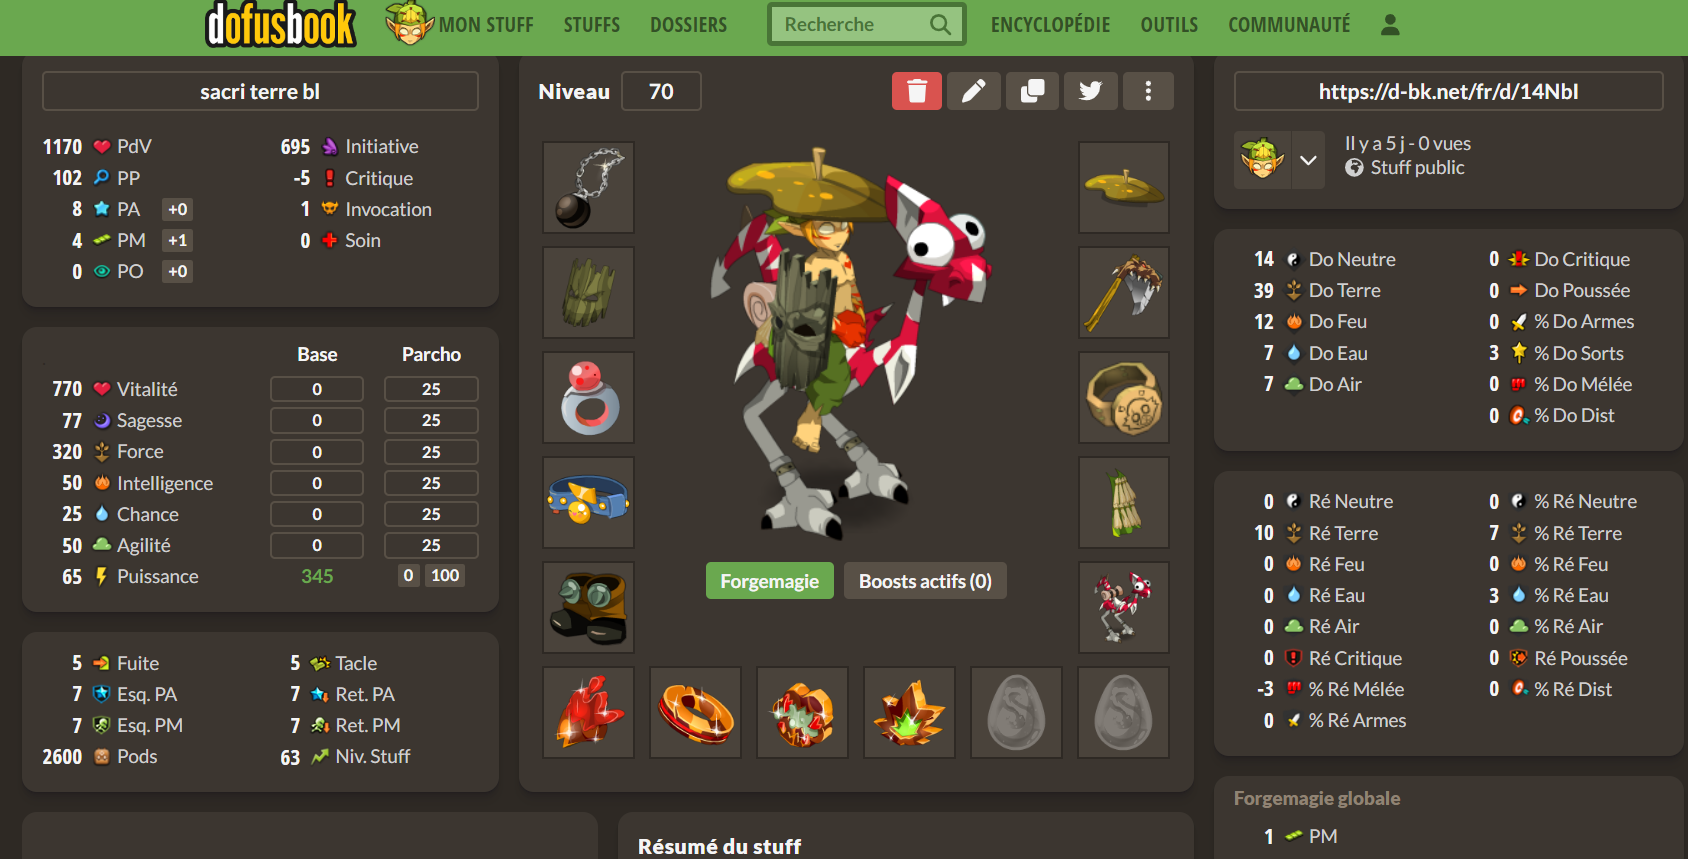 dofusbook MON STUFF STUFFS DOSSIERS Recherche ENCYCLOPÉDIE OUTILS COMMUNAUTÉ
sacri terre bl
1170 PdV 695 Initiative
102 PP -5 Critique
8 PA +0 1 Invocation
4 PM +1 0 Soin
0 PO +0
Base Parcho
770 Vitalité 0 25
77 Sagesse 0 25
320 Force 0 25
50 Intelligence 0 25
25 Chance 0 25
50 Agilité 0 25
65 Puissance 345 0 100
5 Fuite 5 Tacle
7 Esq. PA 7 Ret. PA
7 Esq. PM 7 Ret. PM
2600 Pods 63 Niv. Stuff
Niveau 70
Forgemagie Boosts actifs (0)
Résumé du stuff
https://d-bk.net/fr/d/14NbI
Il y a 5 j - 0 vues
Stuff public
14 Do Neutre 0 Do Critique
39 Do Terre 0 Do Poussée
12 Do Feu 0 % Do Armes
7 Do Eau 3 % Do Sorts
7 Do Air 0 % Do Mélée
0 % Do Dist
0 Ré Neutre 0 % Ré Neutre
10 Ré Terre 7 % Ré Terre
0 Ré Feu 0 % Ré Feu
0 Ré Eau 3 % Ré Eau
0 Ré Air 0 % Ré Air
0 Ré Critique 0 Ré Poussée
-3 % Ré Mélée 0 % Ré Dist
0 % Ré Armes
Forgemagie globale
1 PM